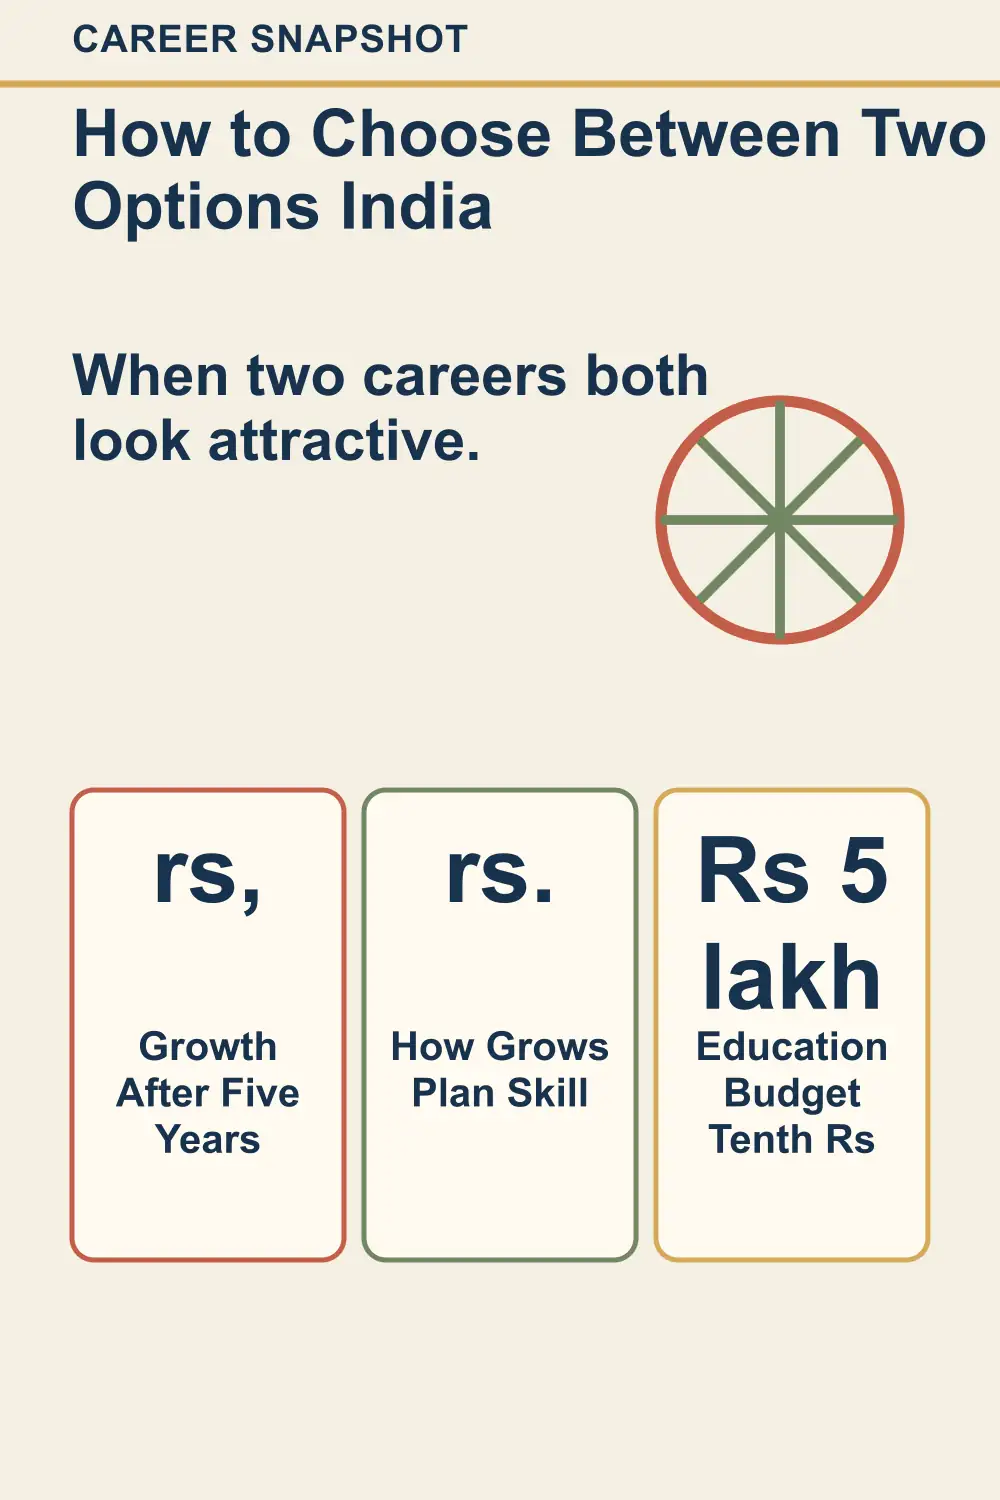 CAREER SNAPSHOT
How to Choose Between Two
Options India
When two careers both
look attractive.
rs,
Growth
After Five
Years
rs.
How Grows
Plan Skill
Rs 5
lakh
Education
Budget
Tenth Rs